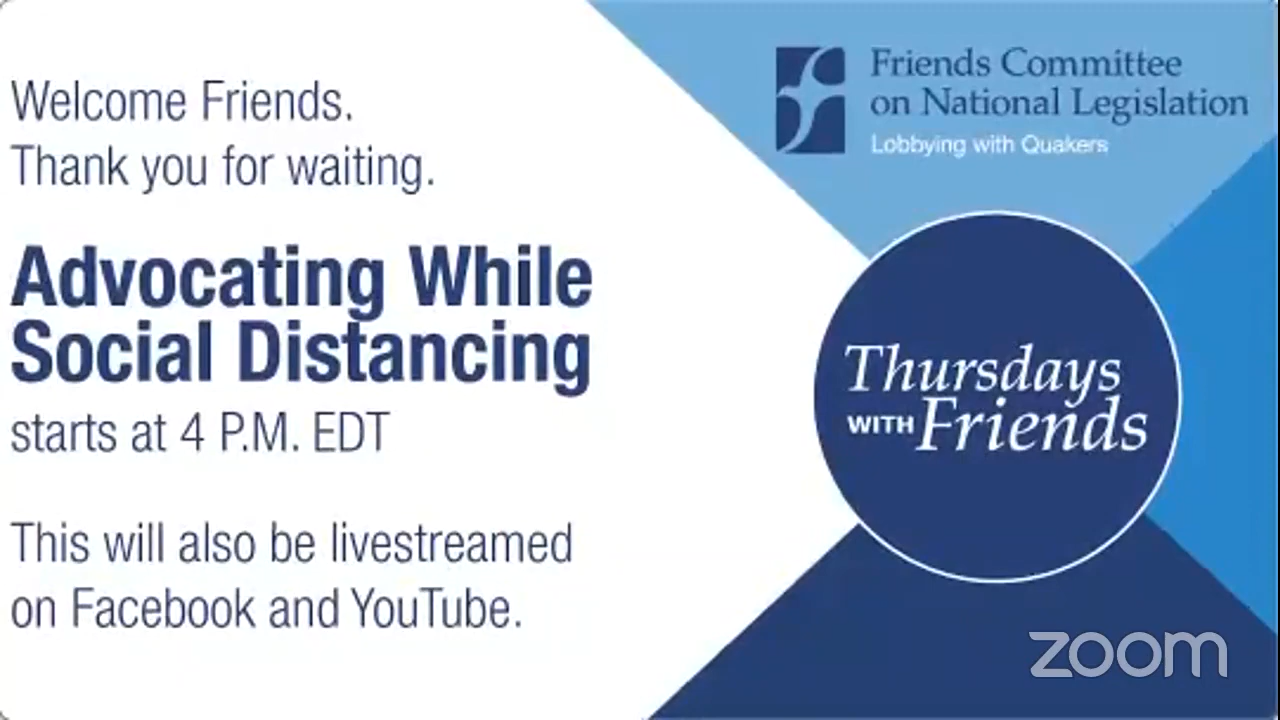 Welcome Friends.
Thank you for waiting.
Advocating While
Social Distancing
starts at 4 P.M. EDT
This will also be livestreamed
on Facebook and YouTube.
Friends Committee
on National Legislation
Lobbying with Quakers
Thursdays
WITH Friends
zoom